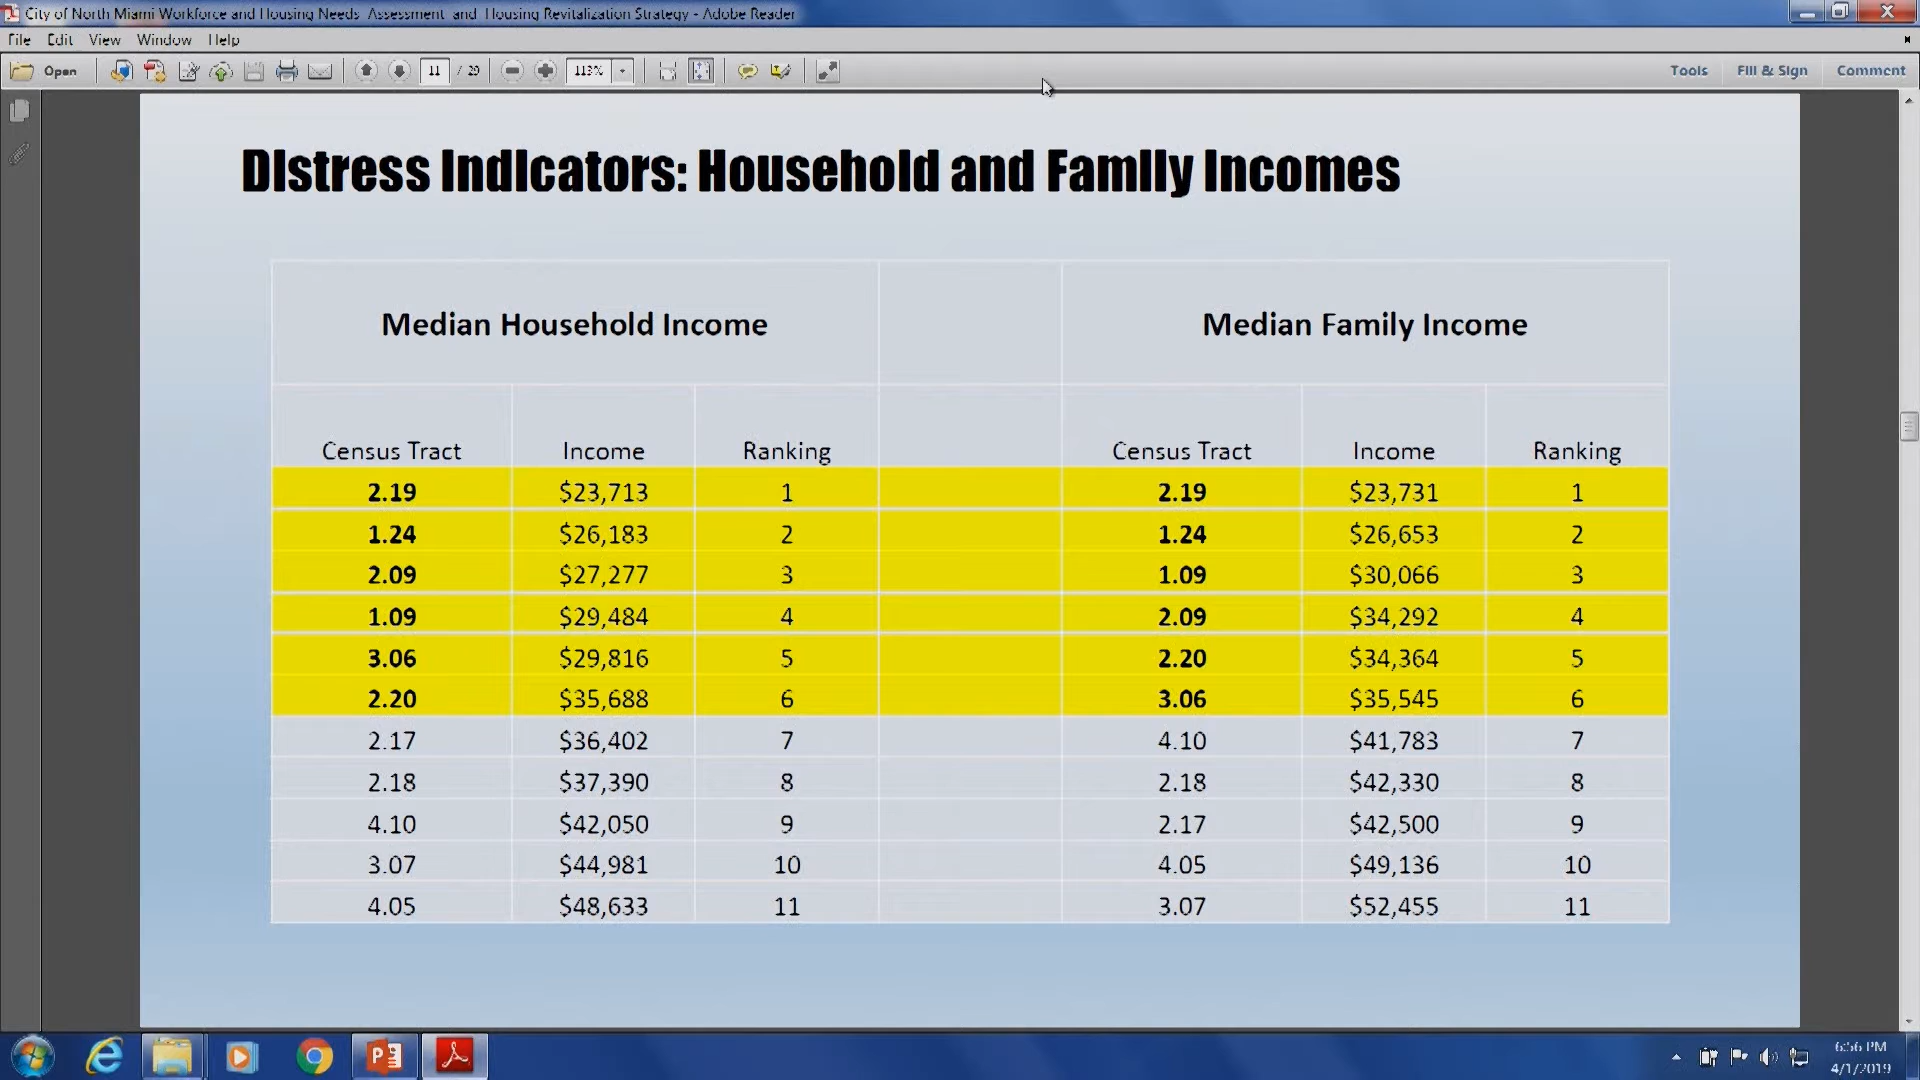 City of North Miami Workforce and Housing Needs Assessment and Housing Revitalization Strategy - Adobe Reader
File Edit View Window Help
Open 11 / 29 113% Tools Fill & Sign Comment
Distress Indicators: Household and Family Incomes
Median Household Income Median Family Income
Census Tract Income Ranking Census Tract Income Ranking
2.19 $23,713 1 2.19 $23,731 1
1.24 $26,183 2 1.24 $26,653 2
2.09 $27,277 3 1.09 $30,066 3
1.09 $29,484 4 2.09 $34,292 4
3.06 $29,816 5 2.20 $34,364 5
2.20 $35,688 6 3.06 $35,545 6
2.17 $36,402 7 4.10 $41,783 7
2.18 $37,390 8 2.18 $42,330 8
4.10 $42,050 9 2.17 $42,500 9
3.07 $44,981 10 4.05 $49,136 10
4.05 $48,633 11 3.07 $52,455 11
6:56 PM
4/1/2019